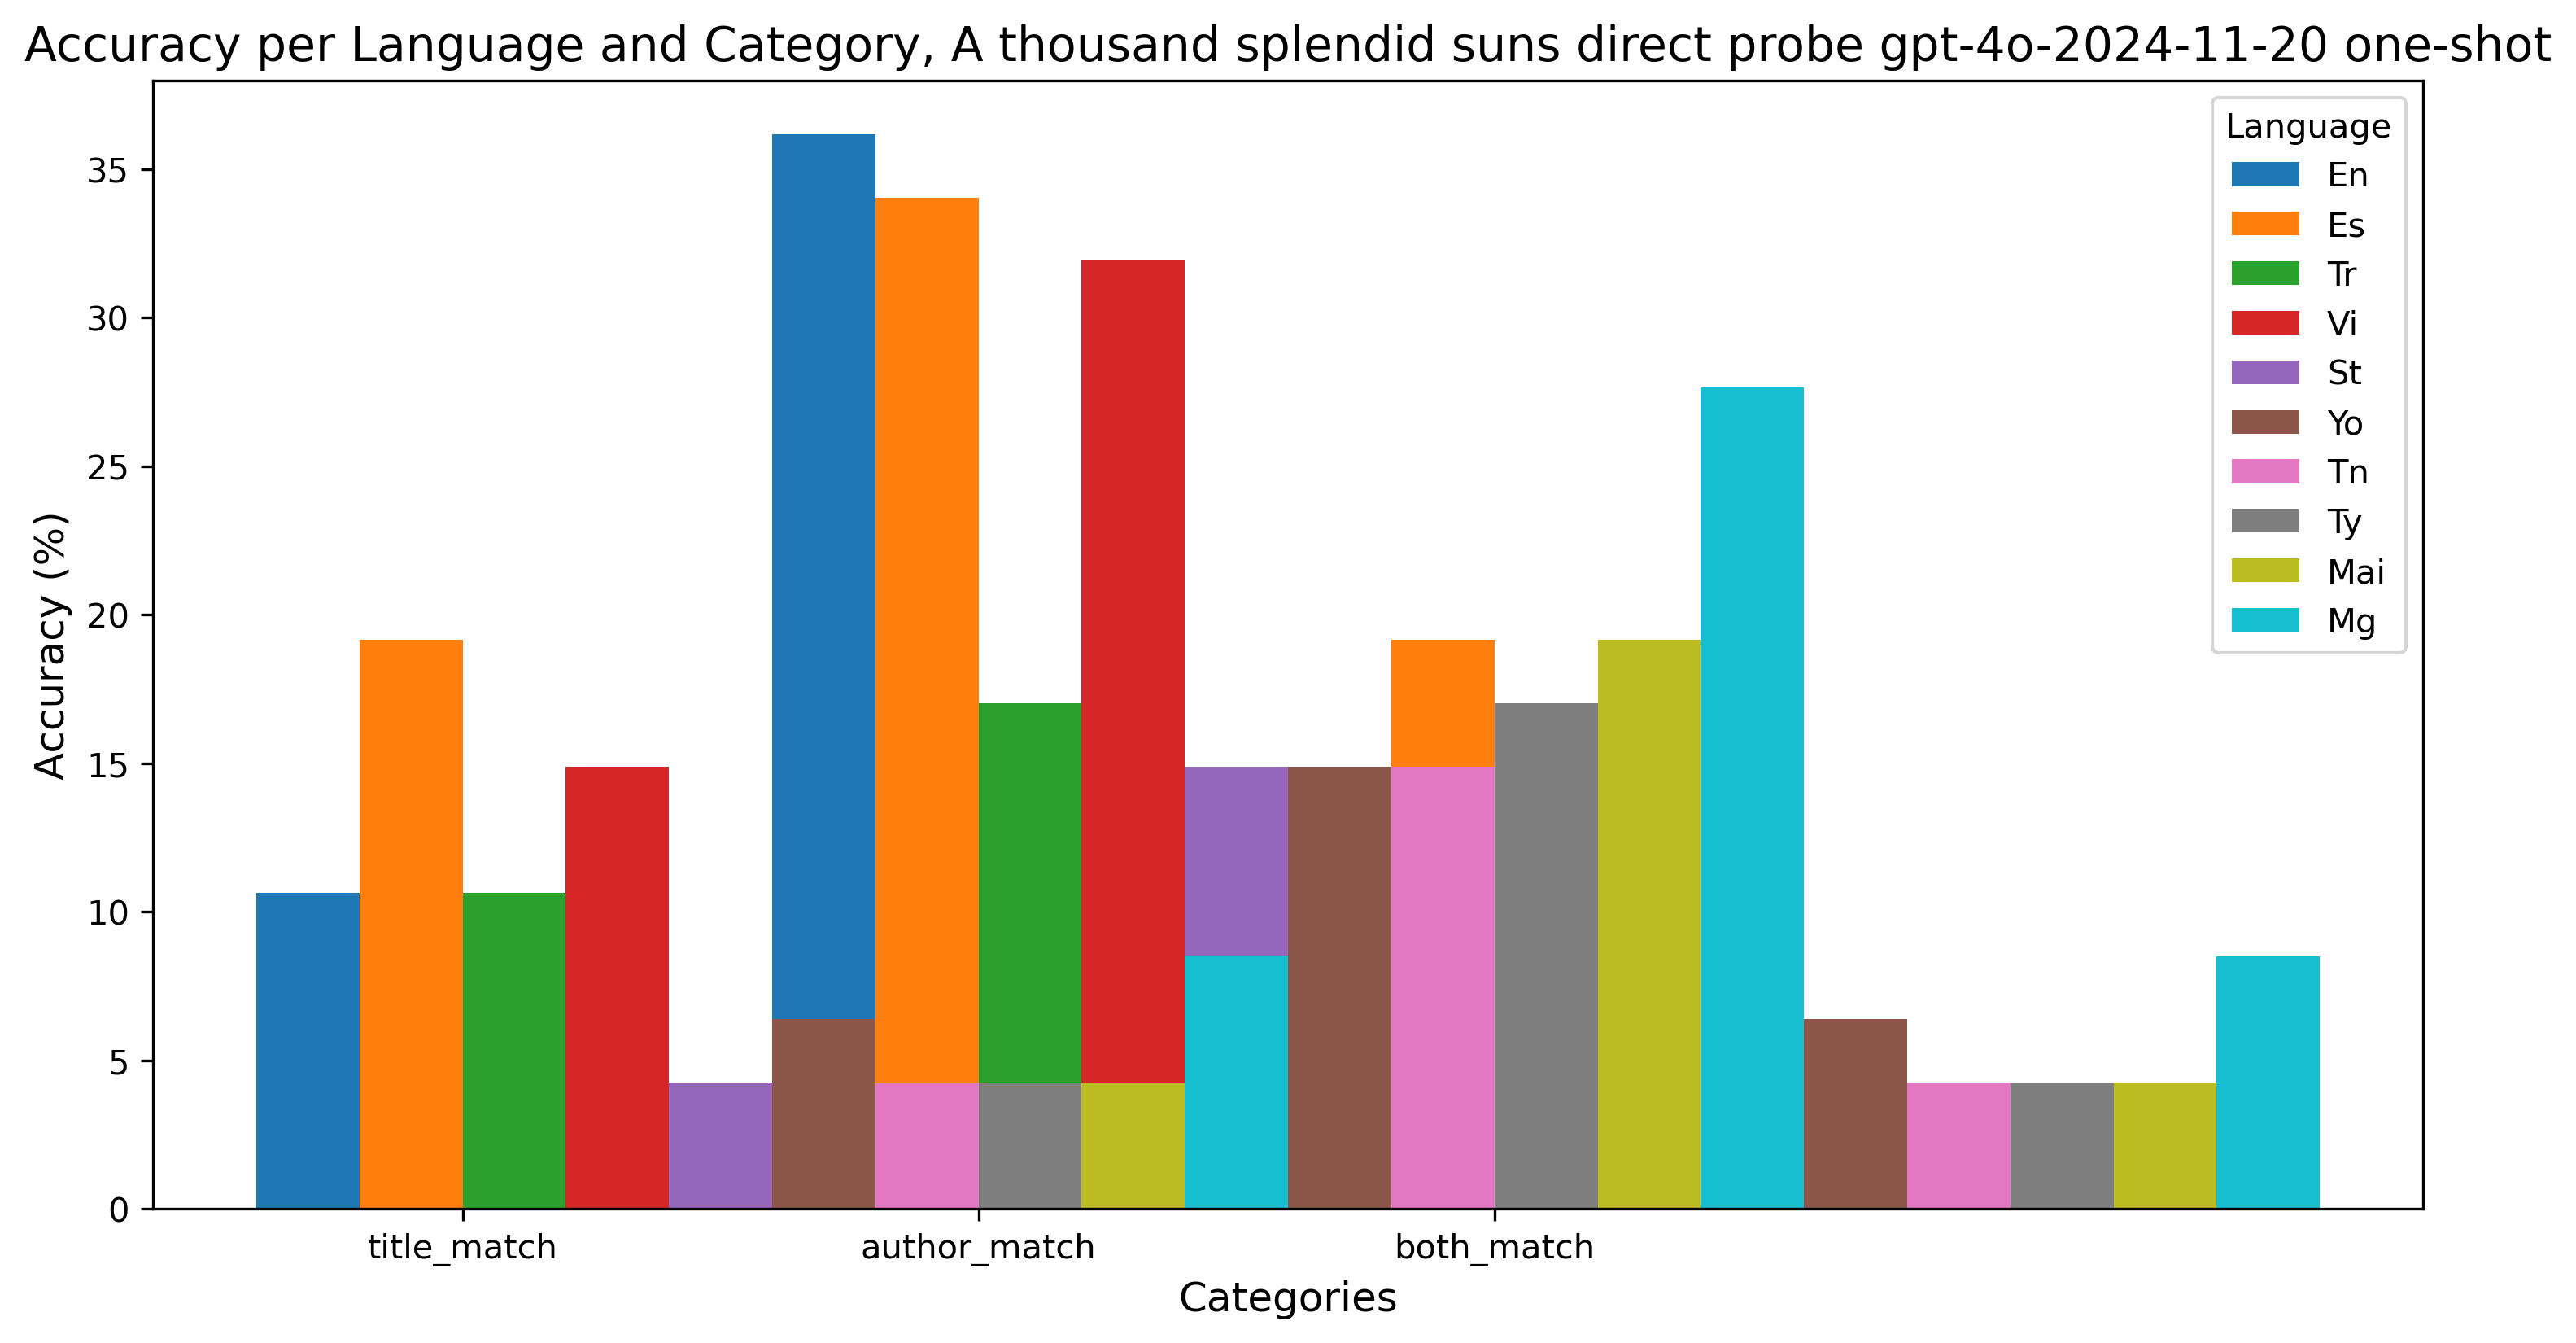 Accuracy per Language and Category, A thousand splendid suns direct probe gpt-4o-2024-11-20 one-shot
Language
En
Es
Tr
Vi
St
Yo
Tn
Ty
Mai
Mg
Accuracy (%)
35
30
25
20
15
10
5
0
title_match author_match both_match
Categories